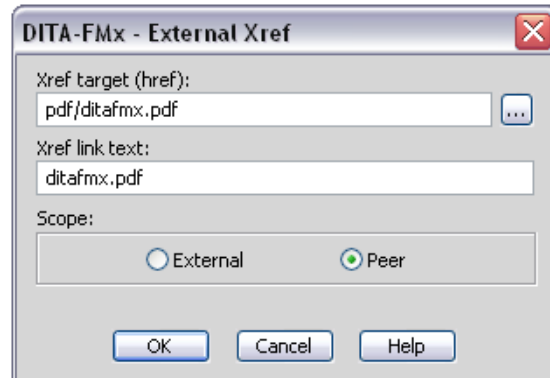 DITA-FMx - External Xref
Xref target (href):
pdf/ditafmx.pdf
...
Xref link text:
ditafmx.pdf
Scope:
External Peer
OK Cancel Help